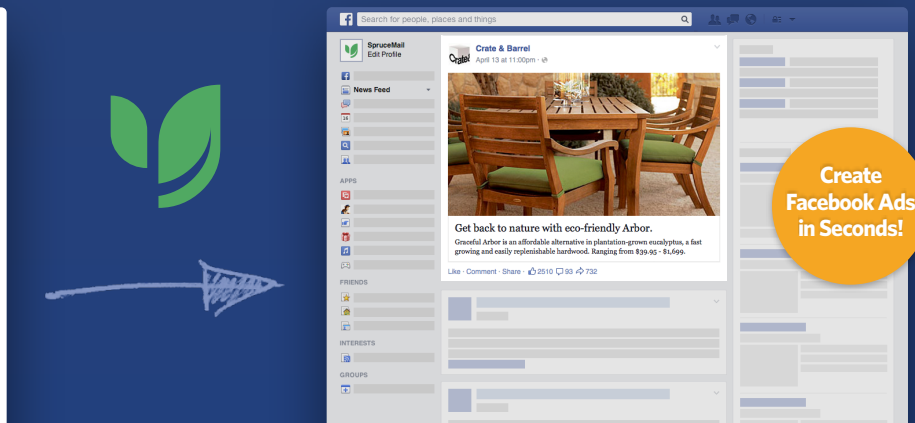 Search for people, places and things
SpruceMail
Edit Profile
News Feed
APPS
FRIENDS
INTERESTS
GROUPS
Crate
Crate & Barrel
April 13 at 11:00pm ·
Get back to nature with eco-friendly Arbor.
Graceful Arbor is an affordable alternative in plantation-grown eucalyptus, a fast
growing and easily replenishable hardwood. Ranging from $39.95 - $1,699.
Like · Comment · Share · 2510 93 732
Create
Facebook Ads
in Seconds!